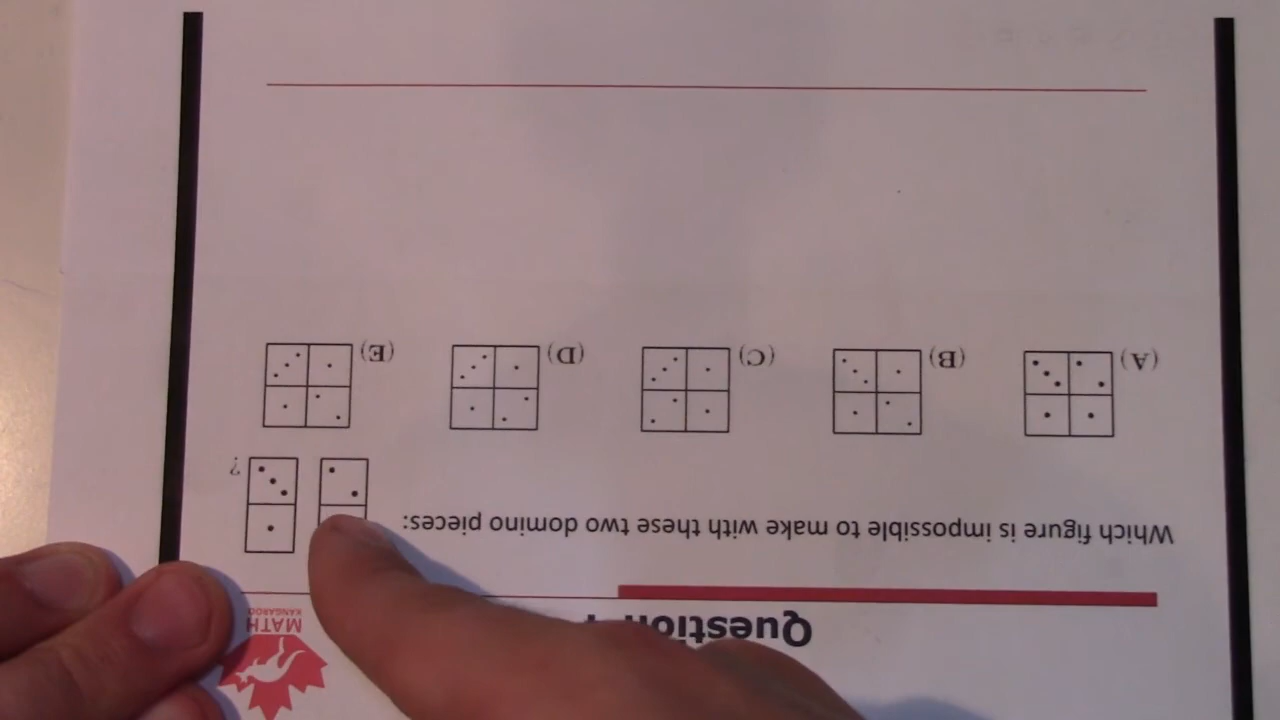 MATH
KANGAROO
Question
Which figure is impossible to make with these two domino pieces: ?
(A) (B) (C) (D) (E)